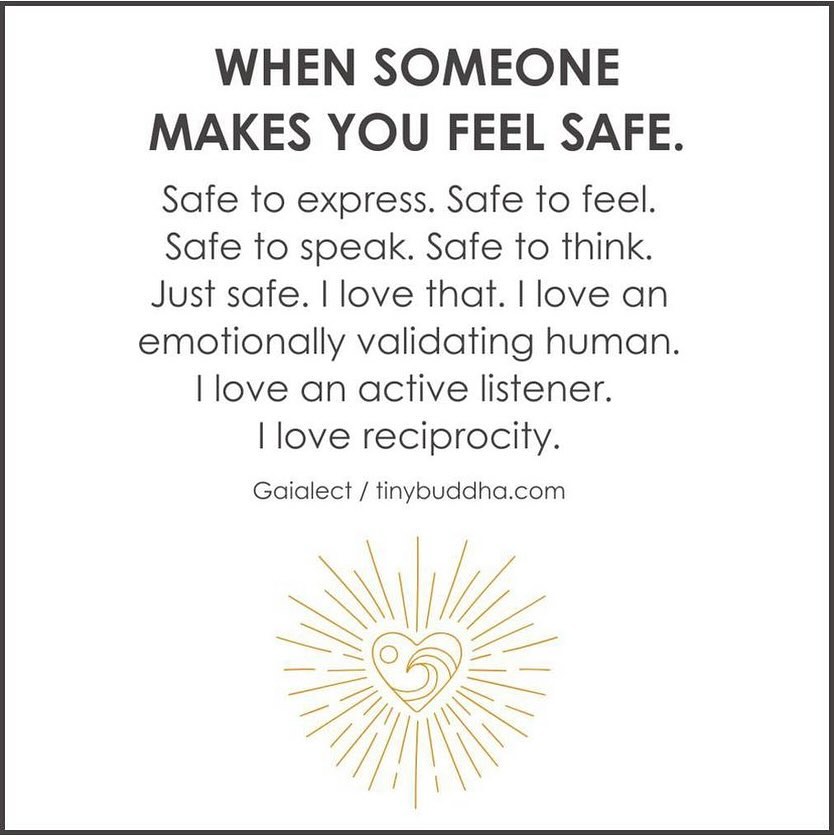 WHEN SOMEONE
MAKES YOU FEEL SAFE.
Safe to express. Safe to feel.
Safe to speak. Safe to think.
Just safe. I love that. I love an
emotionally validating human.
I love an active listener.
I love reciprocity.
Gaialect / tinybuddha.com